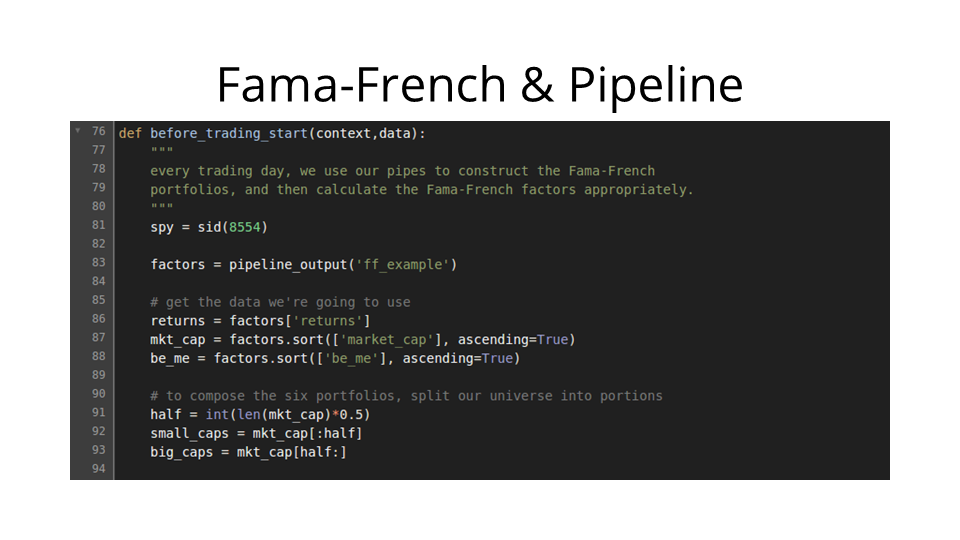 Fama-French & Pipeline
76 def before_trading_start(context,data):
77     """
78     every trading day, we use our pipes to construct the Fama-French
79     portfolios, and then calculate the Fama-French factors appropriately.
80     """
81     spy = sid(8554)
82
83     factors = pipeline_output('ff_example')
84
85     # get the data we're going to use
86     returns = factors['returns']
87     mkt_cap = factors.sort(['market_cap'], ascending=True)
88     be_me = factors.sort(['be_me'], ascending=True)
89
90     # to compose the six portfolios, split our universe into portions
91     half = int(len(mkt_cap)*0.5)
92     small_caps = mkt_cap[:half]
93     big_caps = mkt_cap[half:]
94